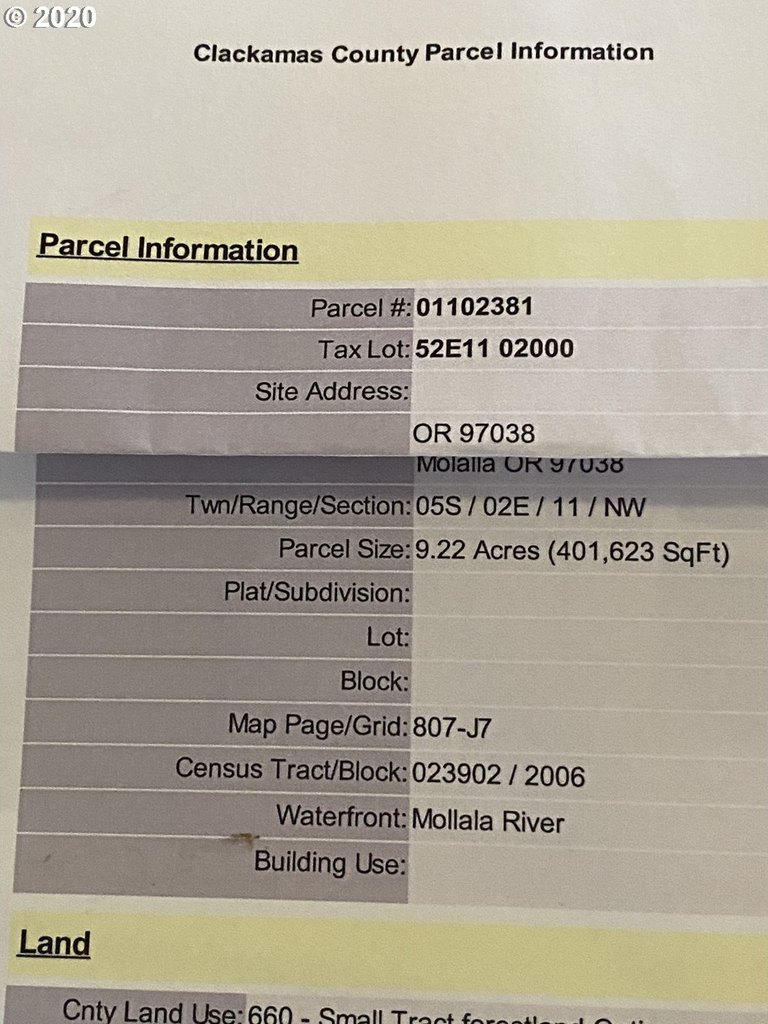 © 2020
Clackamas County Parcel Information
Parcel Information
Parcel #: 01102381
Tax Lot: 52E11 02000
Site Address:
OR 97038
Molalla OR 97038
Twn/Range/Section: 05S / 02E / 11 / NW
Parcel Size: 9.22 Acres (401,623 SqFt)
Plat/Subdivision:
Lot:
Block:
Map Page/Grid: 807-J7
Census Tract/Block: 023902 / 2006
Waterfront: Mollala River
Building Use:
Land
Cnty Land Use: 660 - Small Tract forestland